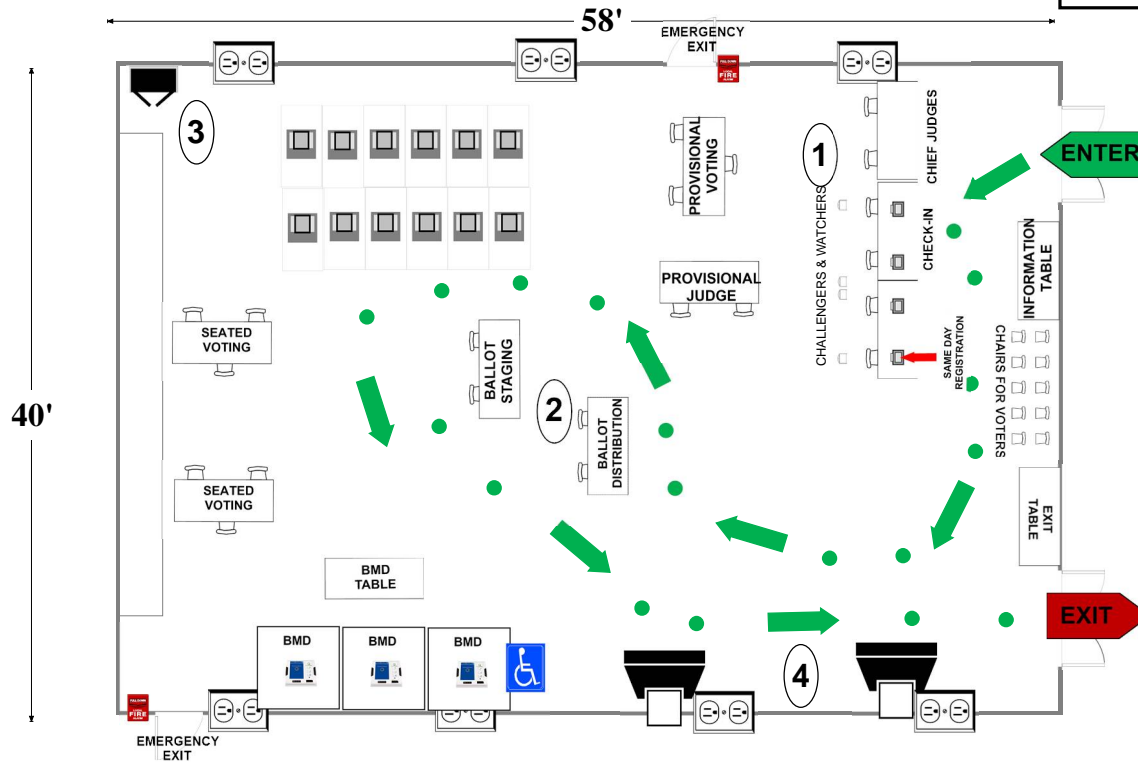 58'
EMERGENCY
EXIT
FIRE
3
1
CHIEF JUDGES
ENTER
PROVISIONAL
VOTING
CHALLENGERS & WATCHERS
CHECK-IN
INFORMATION
TABLE
PROVISIONAL
JUDGE
SEATED
VOTING
BALLOT
STAGING
SAME DAY
REGISTRATION
CHAIRS FOR VOTERS
40'
2
BALLOT
DISTRIBUTION
SEATED
VOTING
EXIT
TABLE
BMD
TABLE
EXIT
BMD
BMD
BMD
4
FIRE
EMERGENCY
EXIT